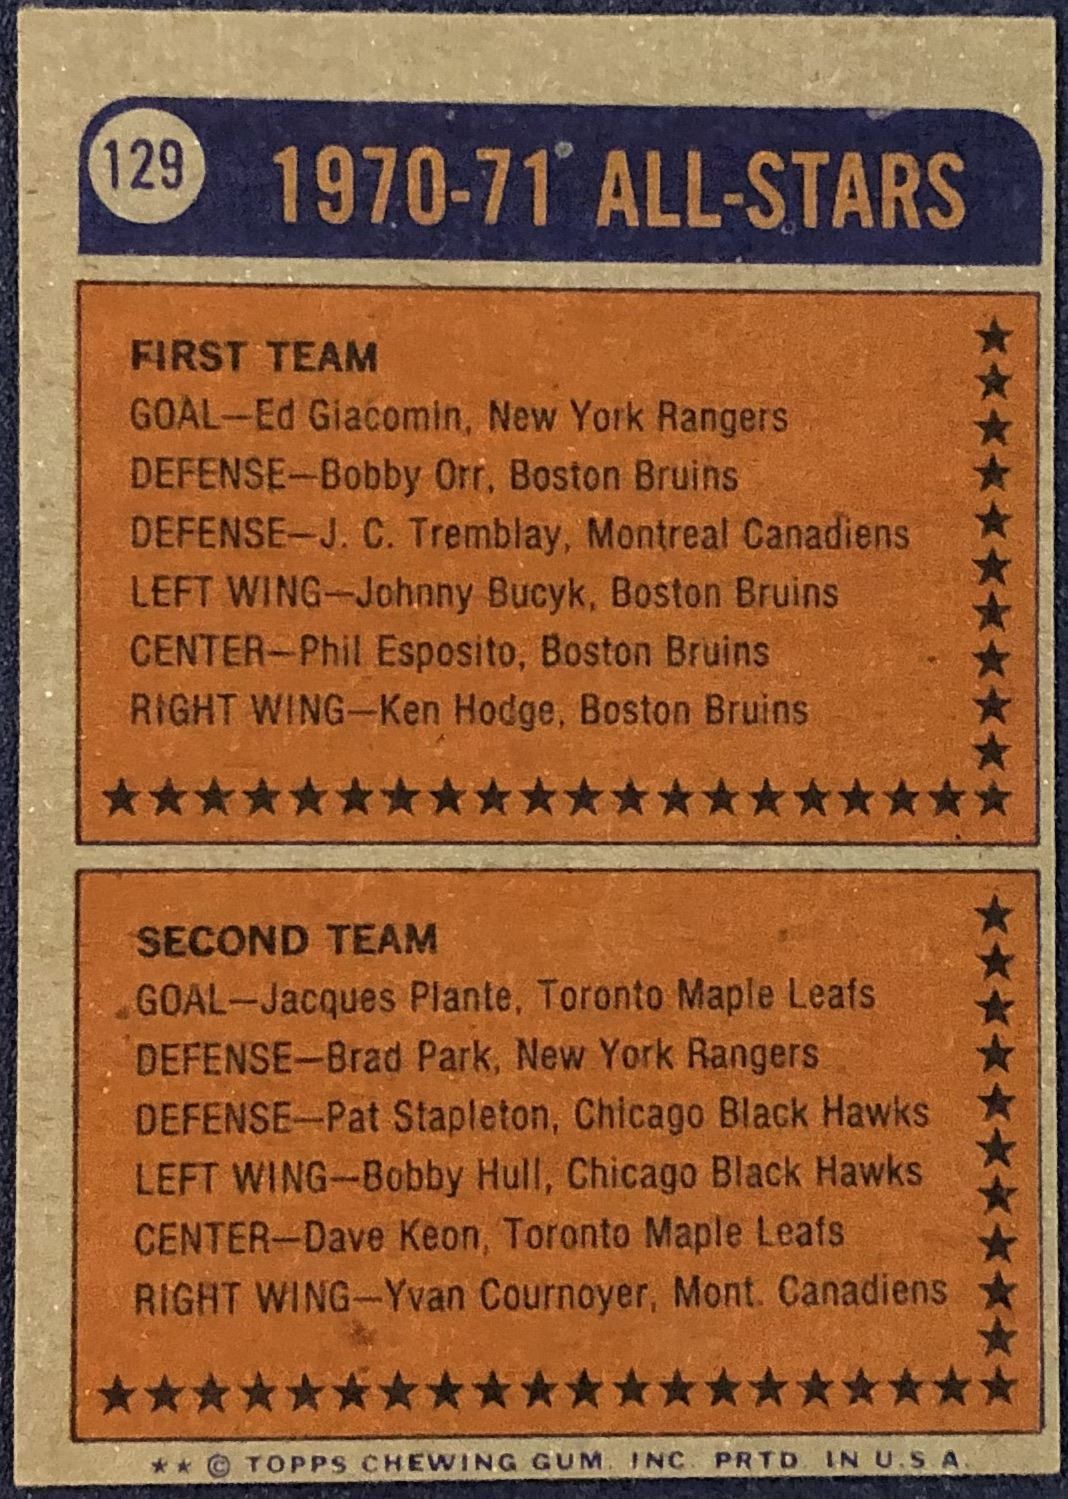 129
1970-71 ALL-STARS
FIRST TEAM
GOAL—Ed Giacomin, New York Rangers
DEFENSE—Bobby Orr, Boston Bruins
DEFENSE—J. C. Tremblay, Montreal Canadiens
LEFT WING—Johnny Bucyk, Boston Bruins
CENTER—Phil Esposito, Boston Bruins
RIGHT WING—Ken Hodge, Boston Bruins
SECOND TEAM
GOAL—Jacques Plante, Toronto Maple Leafs
DEFENSE—Brad Park, New York Rangers
DEFENSE—Pat Stapleton, Chicago Black Hawks
LEFT WING—Bobby Hull, Chicago Black Hawks
CENTER—Dave Keon, Toronto Maple Leafs
RIGHT WING—Yvan Cournoyer, Mont. Canadiens
★★ © TOPPS CHEWING GUM. INC. PRTD. IN U.S.A.